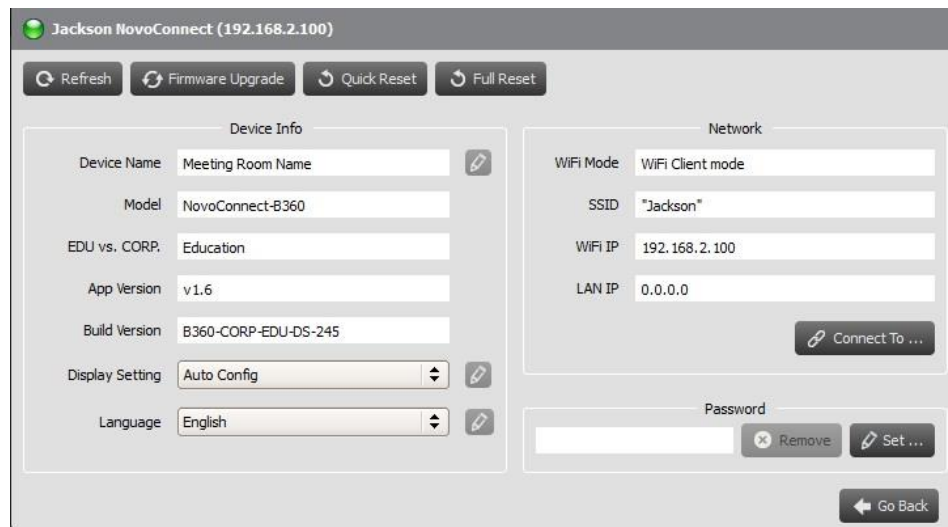 Jackson NovoConnect (192.168.2.100)
Refresh Firmware Upgrade Quick Reset Full Reset
Device Info
Device Name Meeting Room Name
Model NovoConnect-B360
EDU vs. CORP. Education
App Version v1.6
Build Version B360-CORP-EDU-DS-245
Display Setting Auto Config
Language English
Network
WiFi Mode WiFi Client mode
SSID "Jackson"
WiFi IP 192.168.2.100
LAN IP 0.0.0.0
Connect To ...
Password
Remove Set ...
Go Back